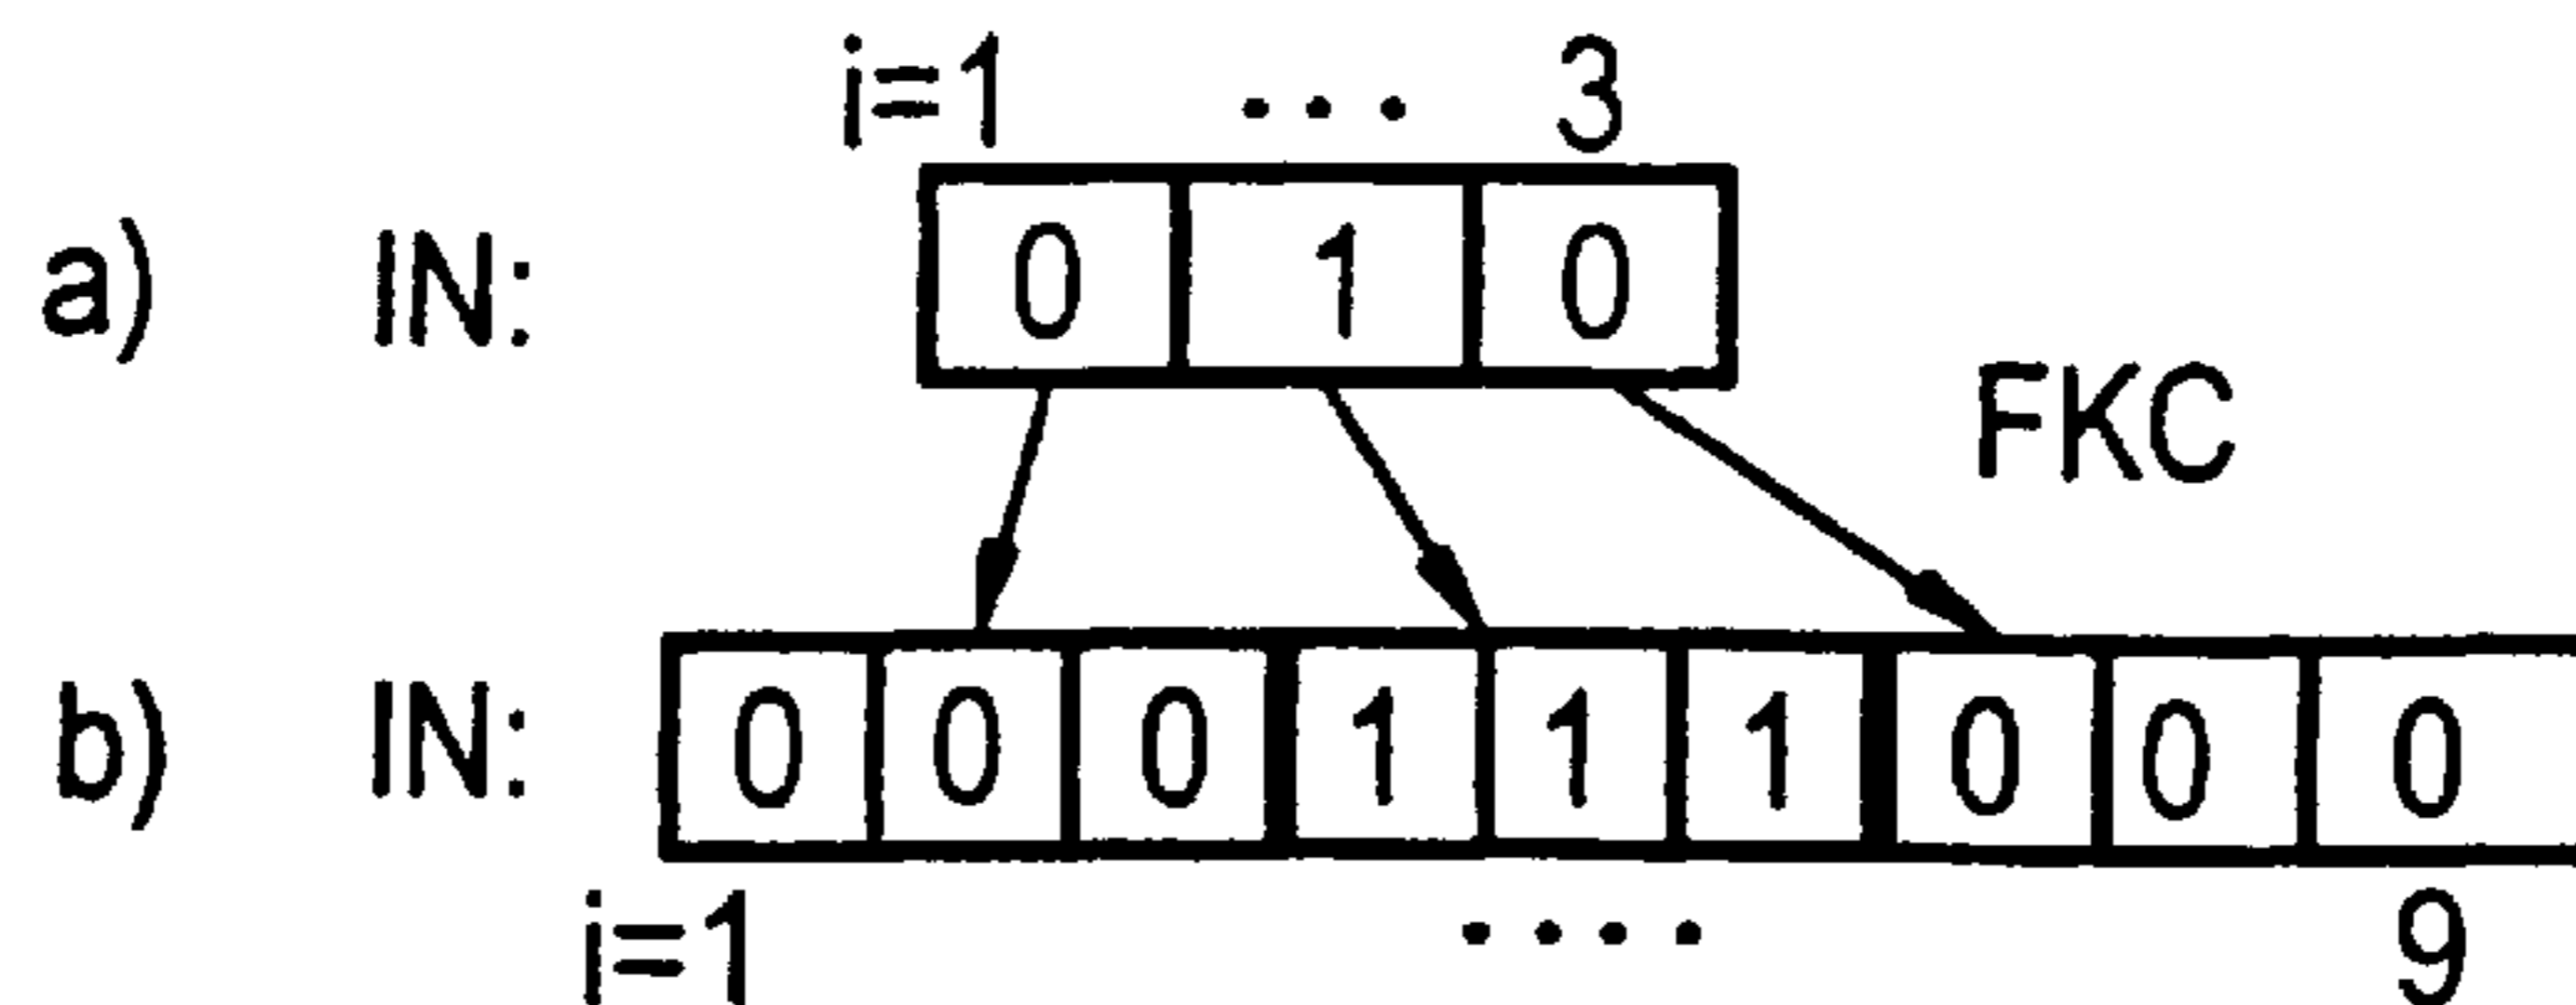 i=1 ... 3
a) IN: 0 1 0
FKC
b) IN: 0 0 0 1 1 1 0 0 0
i=1 .... 9